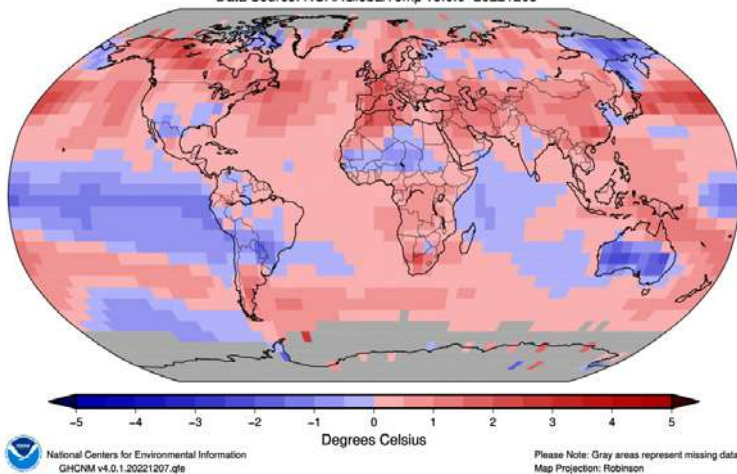 -5 -4 -3 -2 -1 0 1 2 3 4 5
Degrees Celsius
National Centers for Environmental Information
GHCNM v4.0.1.20221207.qfe
Please Note: Gray areas represent missing data
Map Projection: Robinson